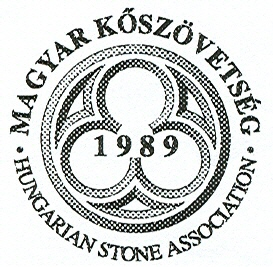 MAGYAR KŐSZÖVETSÉG
1989
HUNGARIAN STONE ASSOCIATION